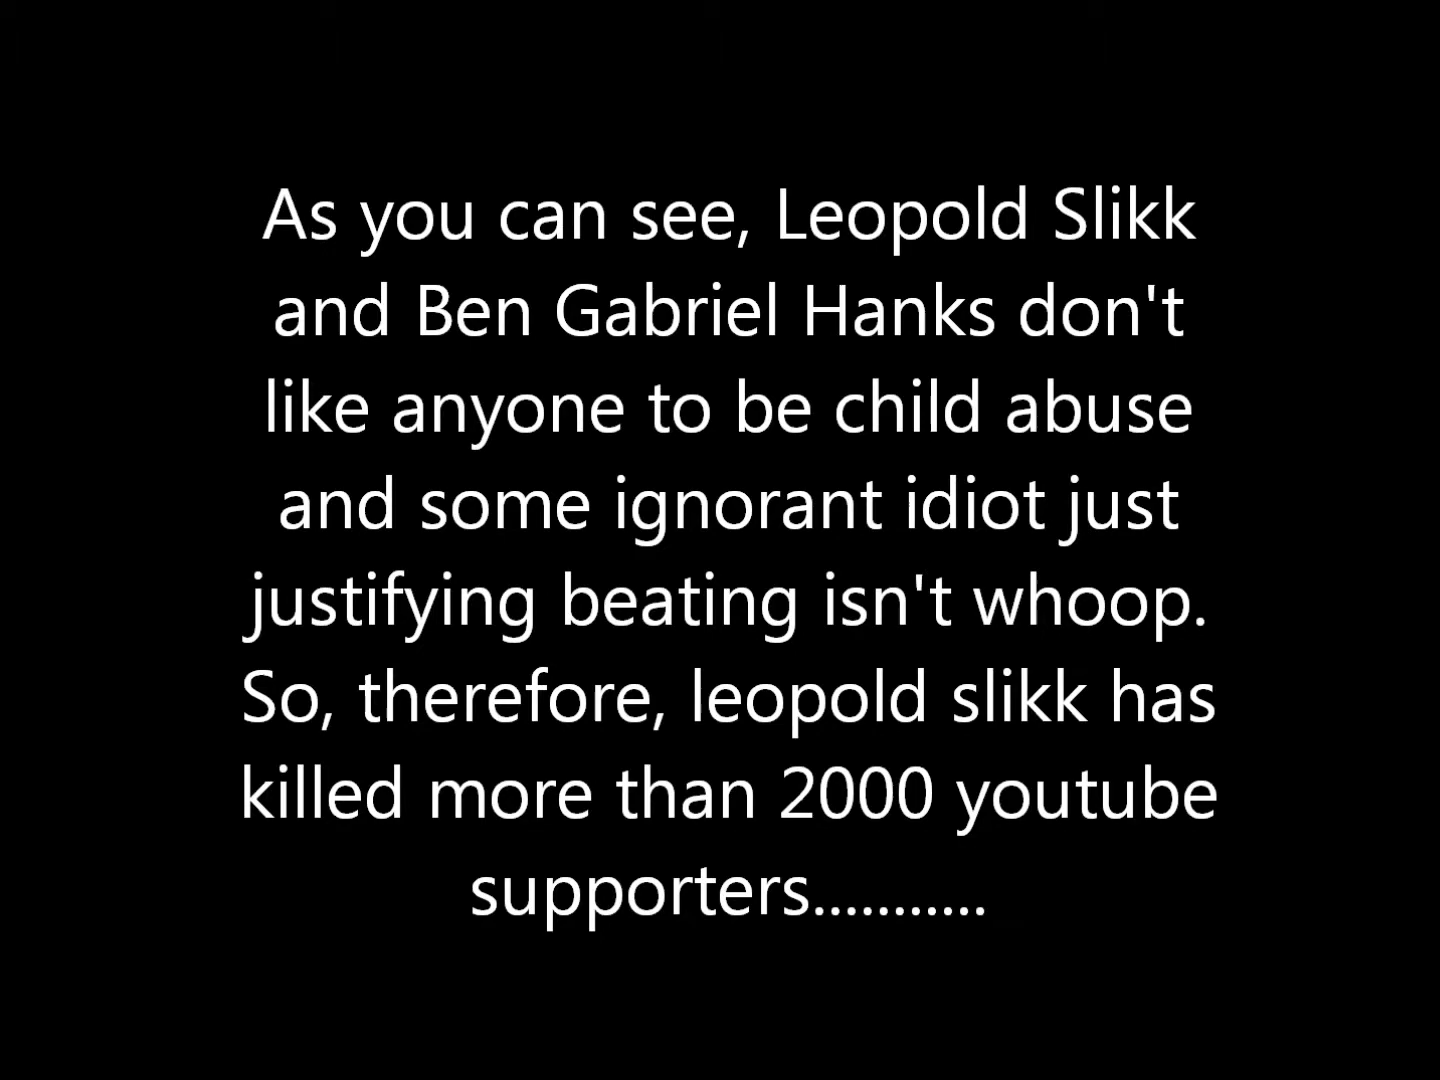 As you can see, Leopold Slikk
and Ben Gabriel Hanks don't
like anyone to be child abuse
and some ignorant idiot just
justifying beating isn't whoop.
So, therefore, leopold slikk has
killed more than 2000 youtube
supporters...........